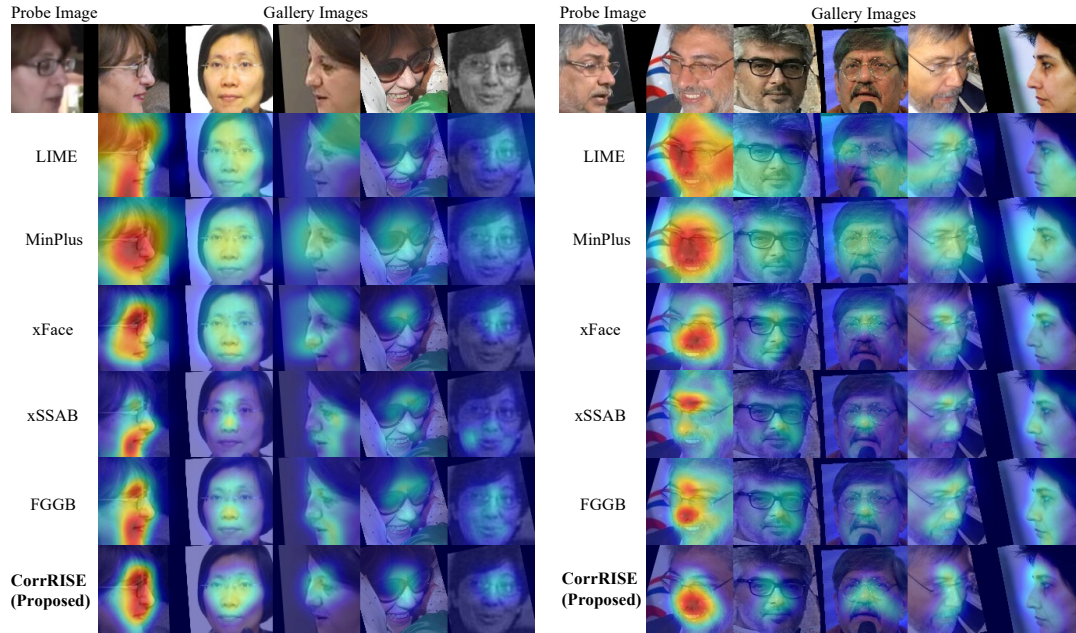 Probe Image
Gallery Images
LIME
MinPlus
xFace
xSSAB
FGGB
CorrRISE
(Proposed)
Probe Image
Gallery Images
LIME
MinPlus
xFace
xSSAB
FGGB
CorrRISE
(Proposed)